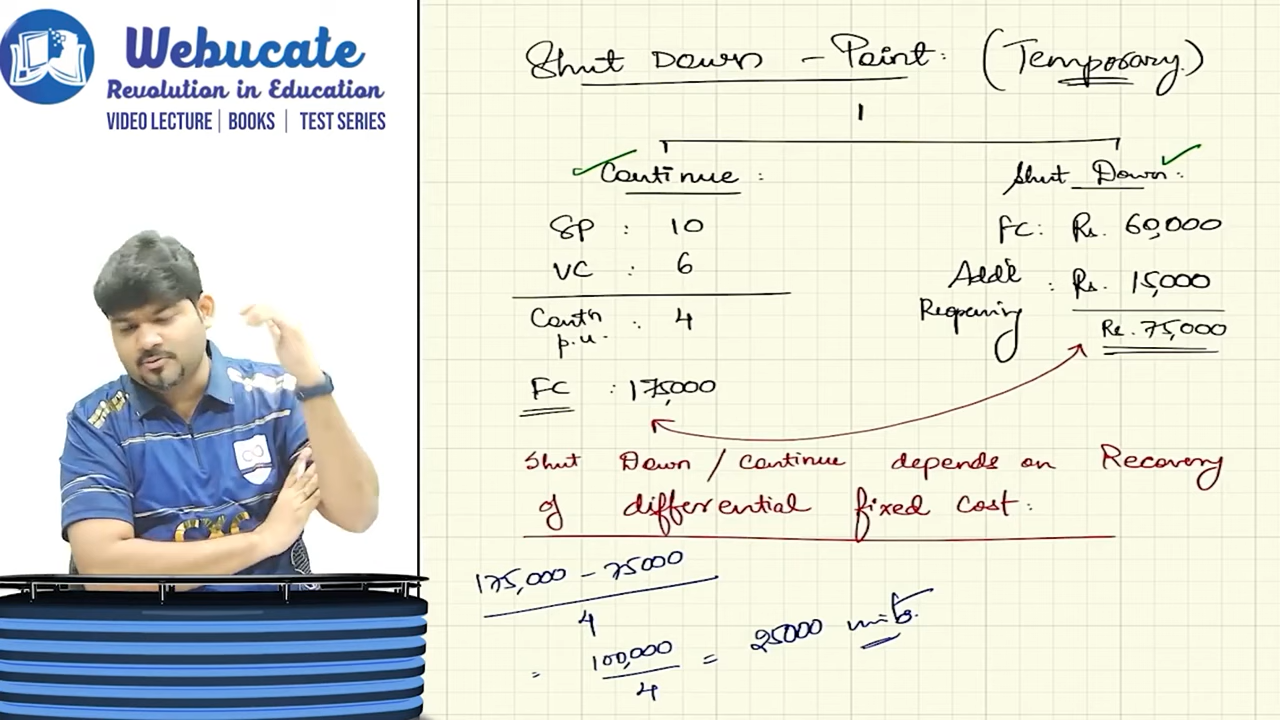 Webucate
Revolution in Education
VIDEO LECTURE | BOOKS | TEST SERIES
Shut Down - Point: (Temporary)
Continue:
SP : 10
VC : 6
Contn p.u. : 4
FC : 175,000
Shut Down:
FC: Rs. 60,000
Addl Reopening : Rs. 15,000
Rs. 75,000
Shut Down / continue depends on Recovery
of differential fixed cost:
175,000 - 75000
4
= 100,000 = 25000 units.
4